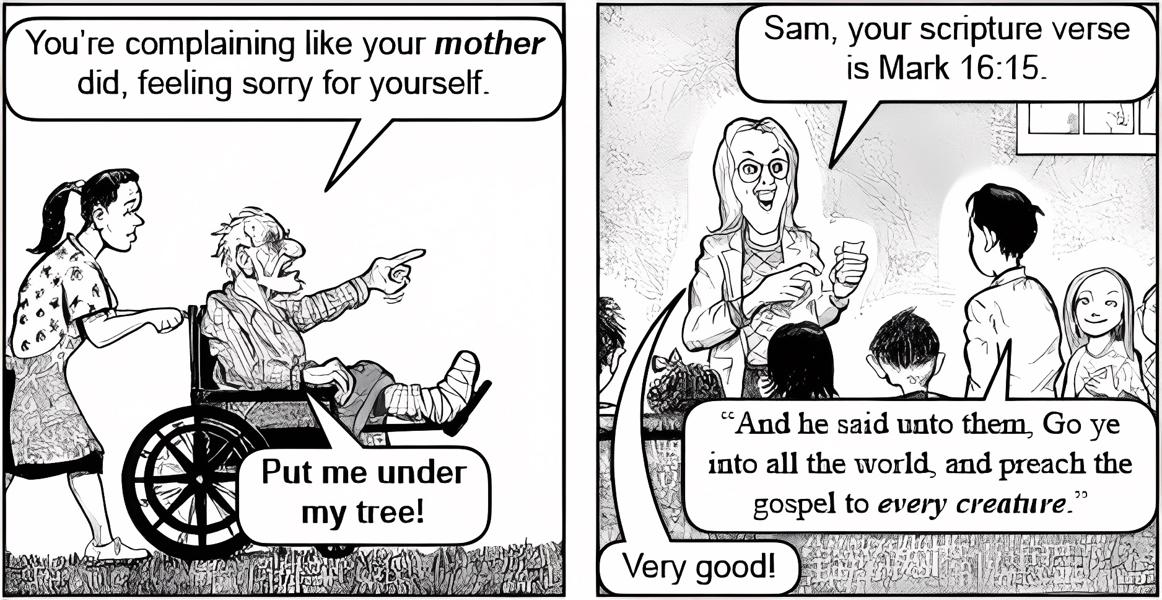 You're complaining like your mother
did, feeling sorry for yourself.
Put me under
my tree!
Sam, your scripture verse
is Mark 16:15.
“And he said unto them, Go ye
into all the world, and preach the
gospel to every creature.”
Very good!